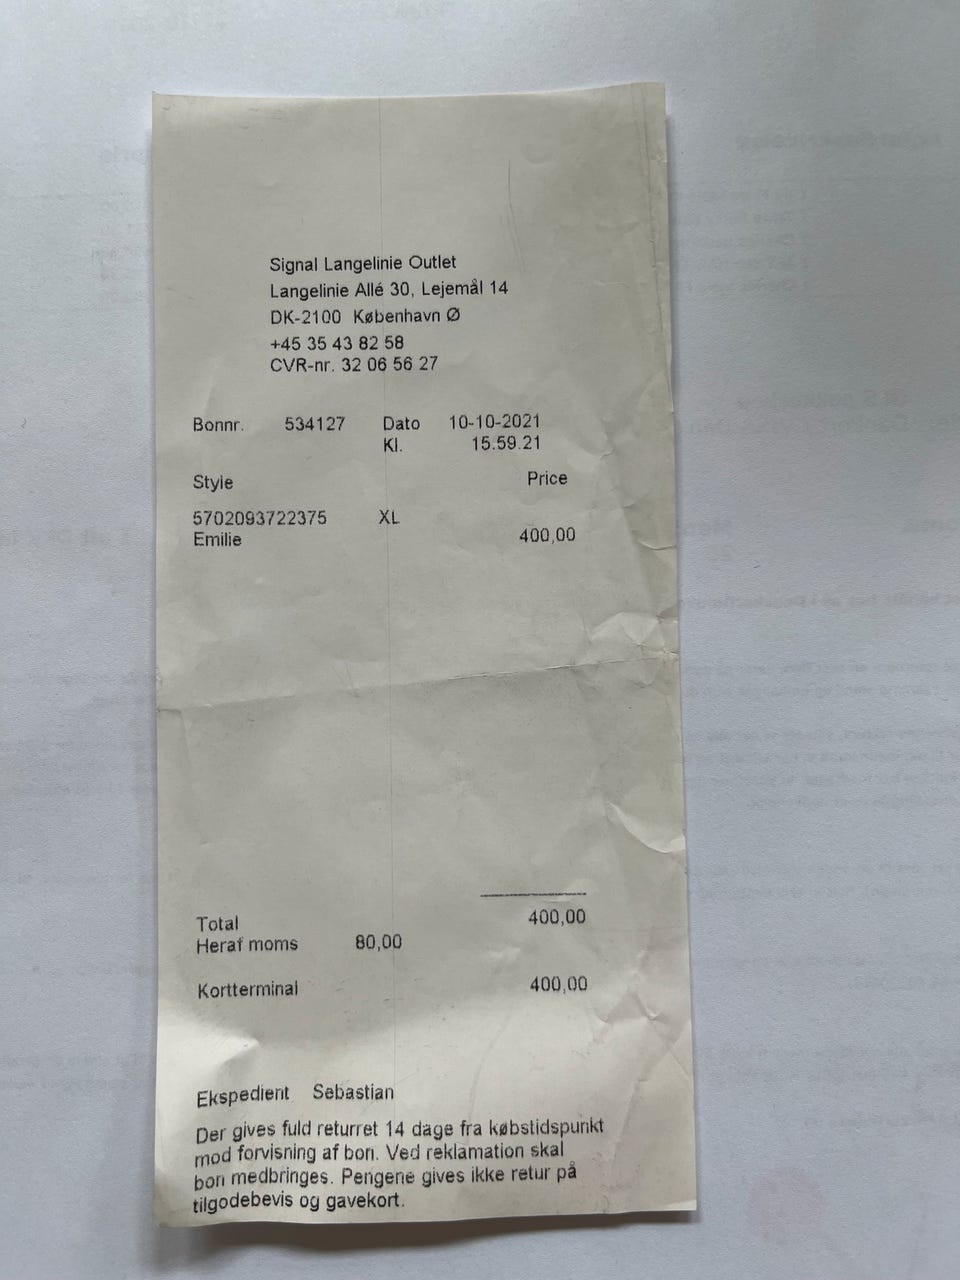 Signal Langelinie Outlet
Langelinie Allé 30, Lejemål 14
DK-2100 København Ø
+45 35 43 82 58
CVR-nr. 32 06 56 27
Bonnr. 534127 Dato 10-10-2021
Kl. 15.59.21
Style Price
5702093722375 XL
Emilie 400,00
Total 400,00
Heraf moms 80,00
Kortterminal 400,00
Ekspedient Sebastian
Der gives fuld returret 14 dage fra købstidspunkt
mod forvisning af bon. Ved reklamation skal
bon medbringes. Pengene gives ikke retur på
tilgodebevis og gavekort.